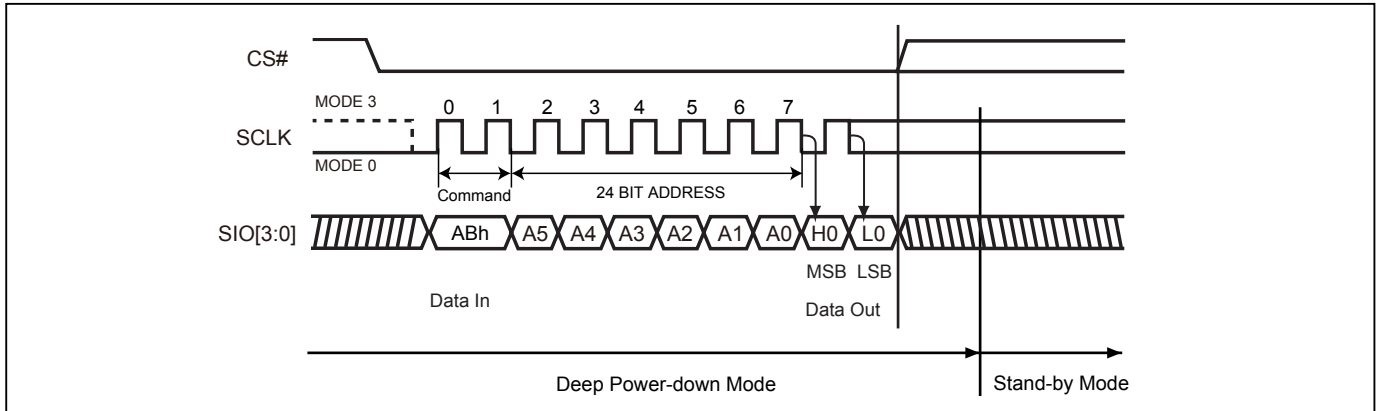 CS#
MODE 3
0 1 2 3 4 5 6 7
SCLK
MODE 0
Command
24 BIT ADDRESS
SIO[3:0]
ABh A5 A4 A3 A2 A1 A0 H0 L0
MSB LSB
Data In
Data Out
Deep Power-down Mode
Stand-by Mode